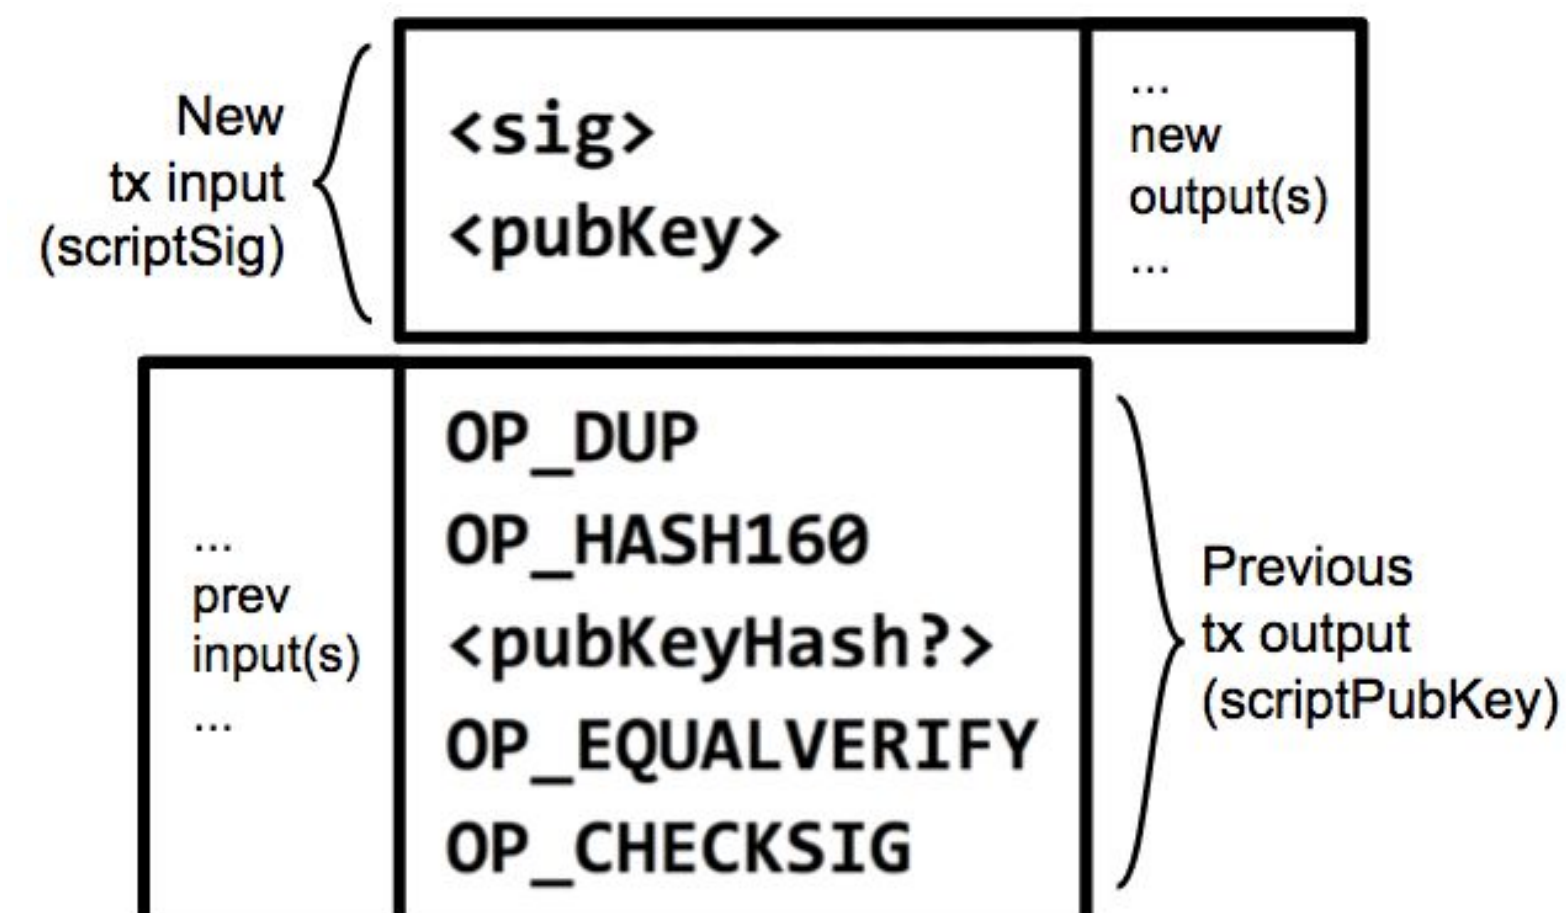 New
tx input
(scriptSig)
<sig>
<pubKey>
...
new
output(s)
...
...
prev
input(s)
...
OP_DUP
OP_HASH160
<pubKeyHash?>
OP_EQUALVERIFY
OP_CHECKSIG
Previous
tx output
(scriptPubKey)